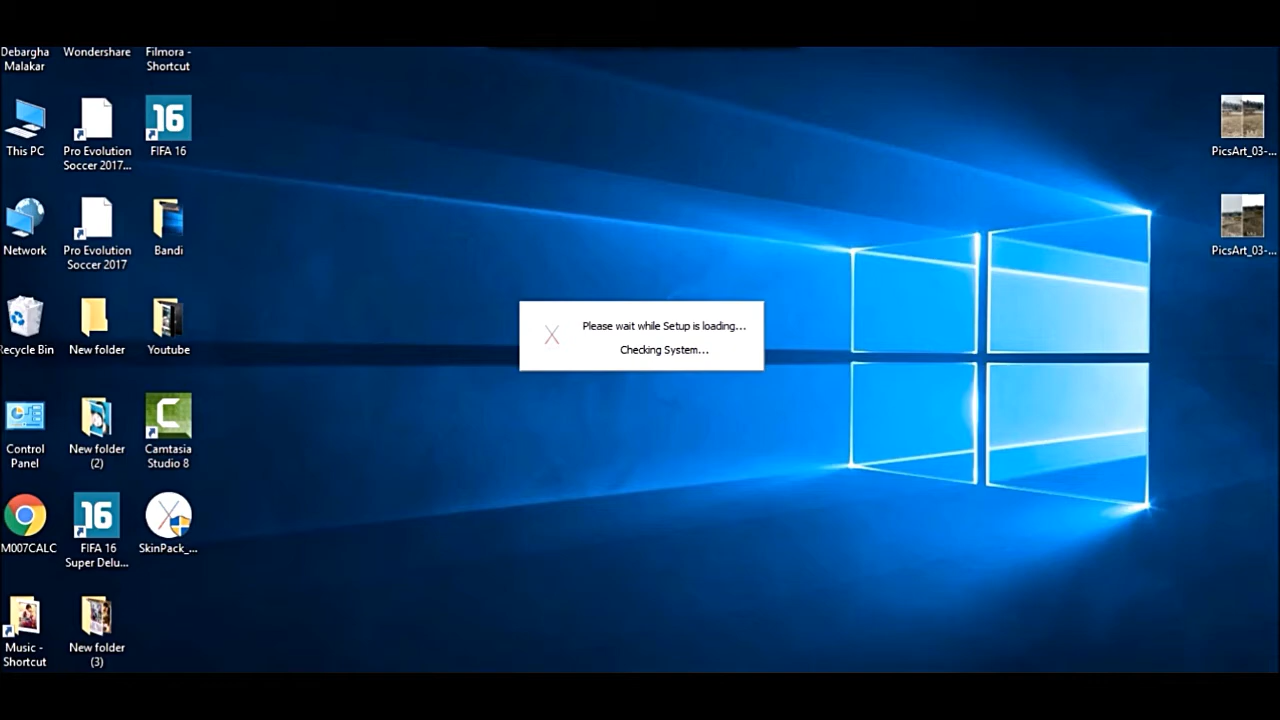 Debargha
Malakar
Wondershare
Filmora -
Shortcut
This PC
Pro Evolution
Soccer 2017...
16
FIFA 16
Network
Pro Evolution
Soccer 2017
Bandi
Recycle Bin
New folder
Youtube
Control
Panel
New folder
(2)
Camtasia
Studio 8
M007CALC
16
FIFA 16
Super Delu...
SkinPack_...
Music -
Shortcut
New folder
(3)
Please wait while Setup is loading...
Checking System...
PicsArt_03-...
PicsArt_03-...